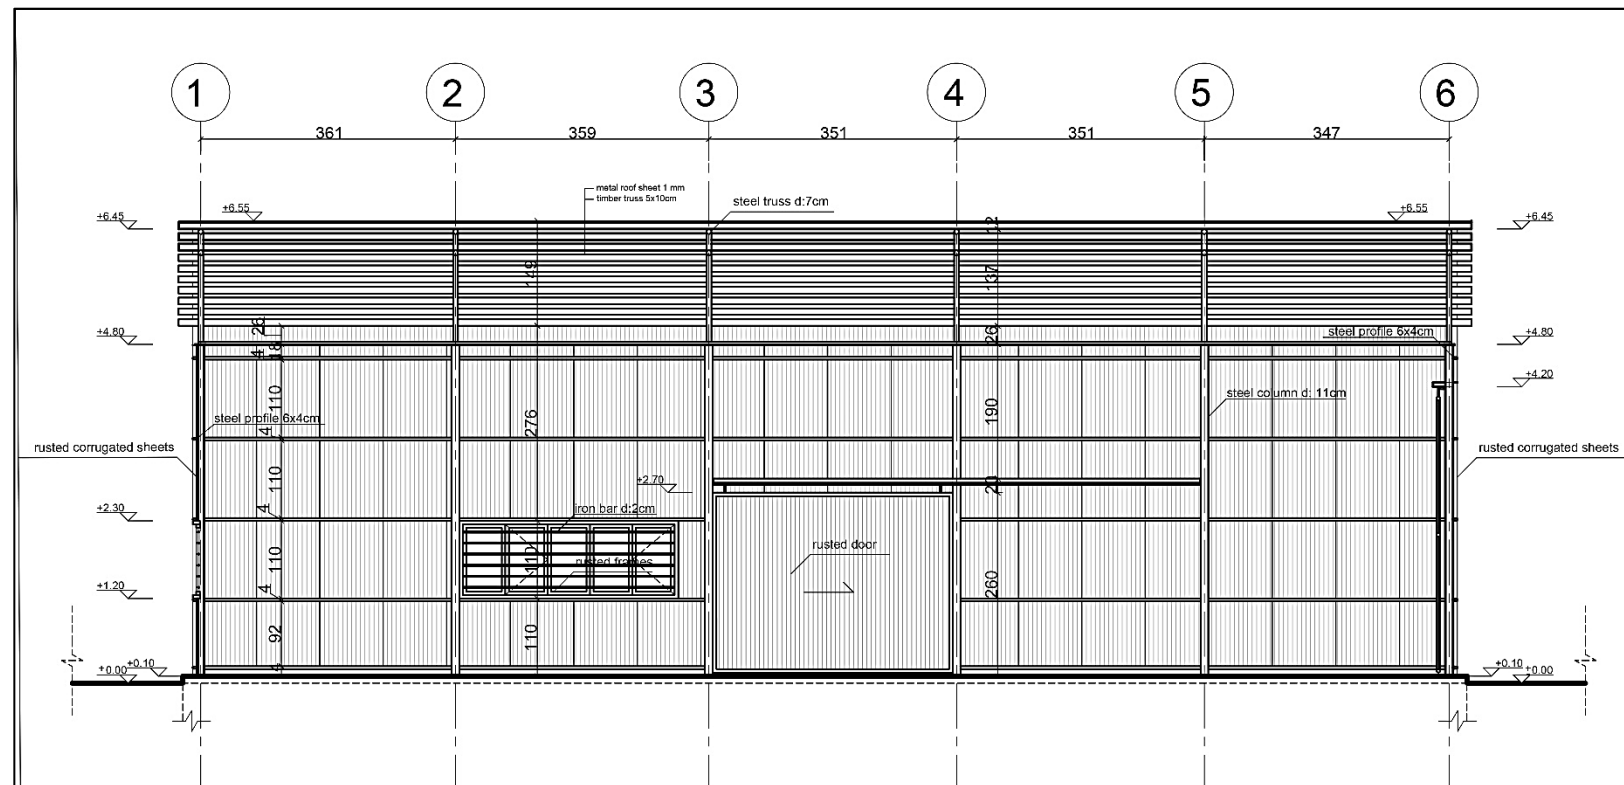 1 2 3 4 5 6
361 359 351 351 347
metal roof sheet 1 mm
timber truss 5x10cm
steel truss d:7cm
+6.45 +6.55 +6.55 +6.45
12
149 137
+4.80 26 26 steel profile 6x4cm +4.80
4 18
+4.20
110 276 190 steel column d: 11cm
steel profile 6x4cm
4
rusted corrugated sheets rusted corrugated sheets
110 +2.70 20
4
+2.30 iron bar d:2cm
rusted door
110 110 rusted frames
+1.20 4 260
92 110
4
+0.00 +0.10 +0.10 +0.00